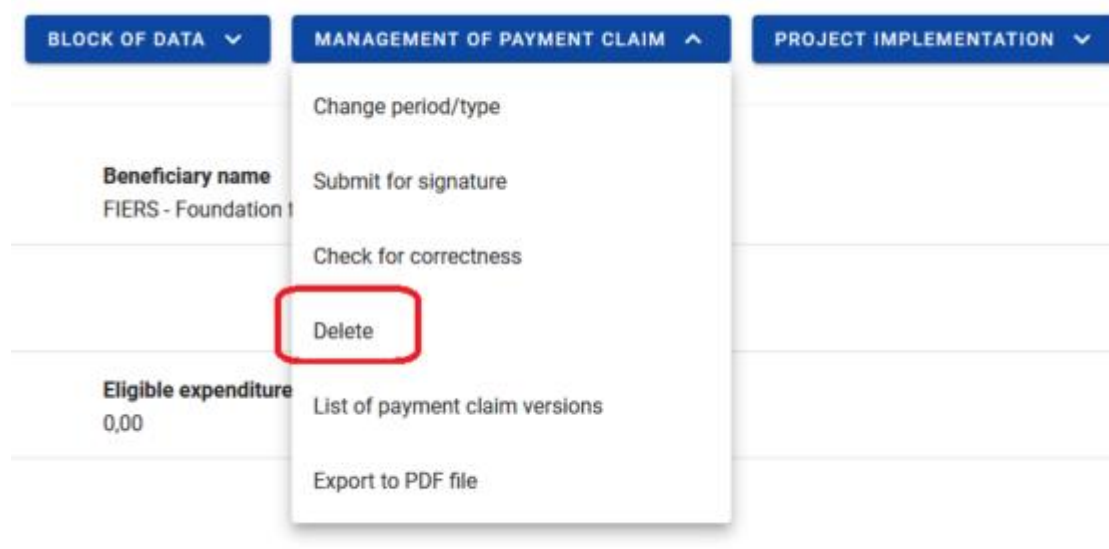 BLOCK OF DATA
MANAGEMENT OF PAYMENT CLAIM
PROJECT IMPLEMENTATION
Change period/type
Beneficiary name
Submit for signature
FIERS - Foundation
Check for correctness
Delete
Eligible expenditure
List of payment claim versions
0,00
Export to PDF file